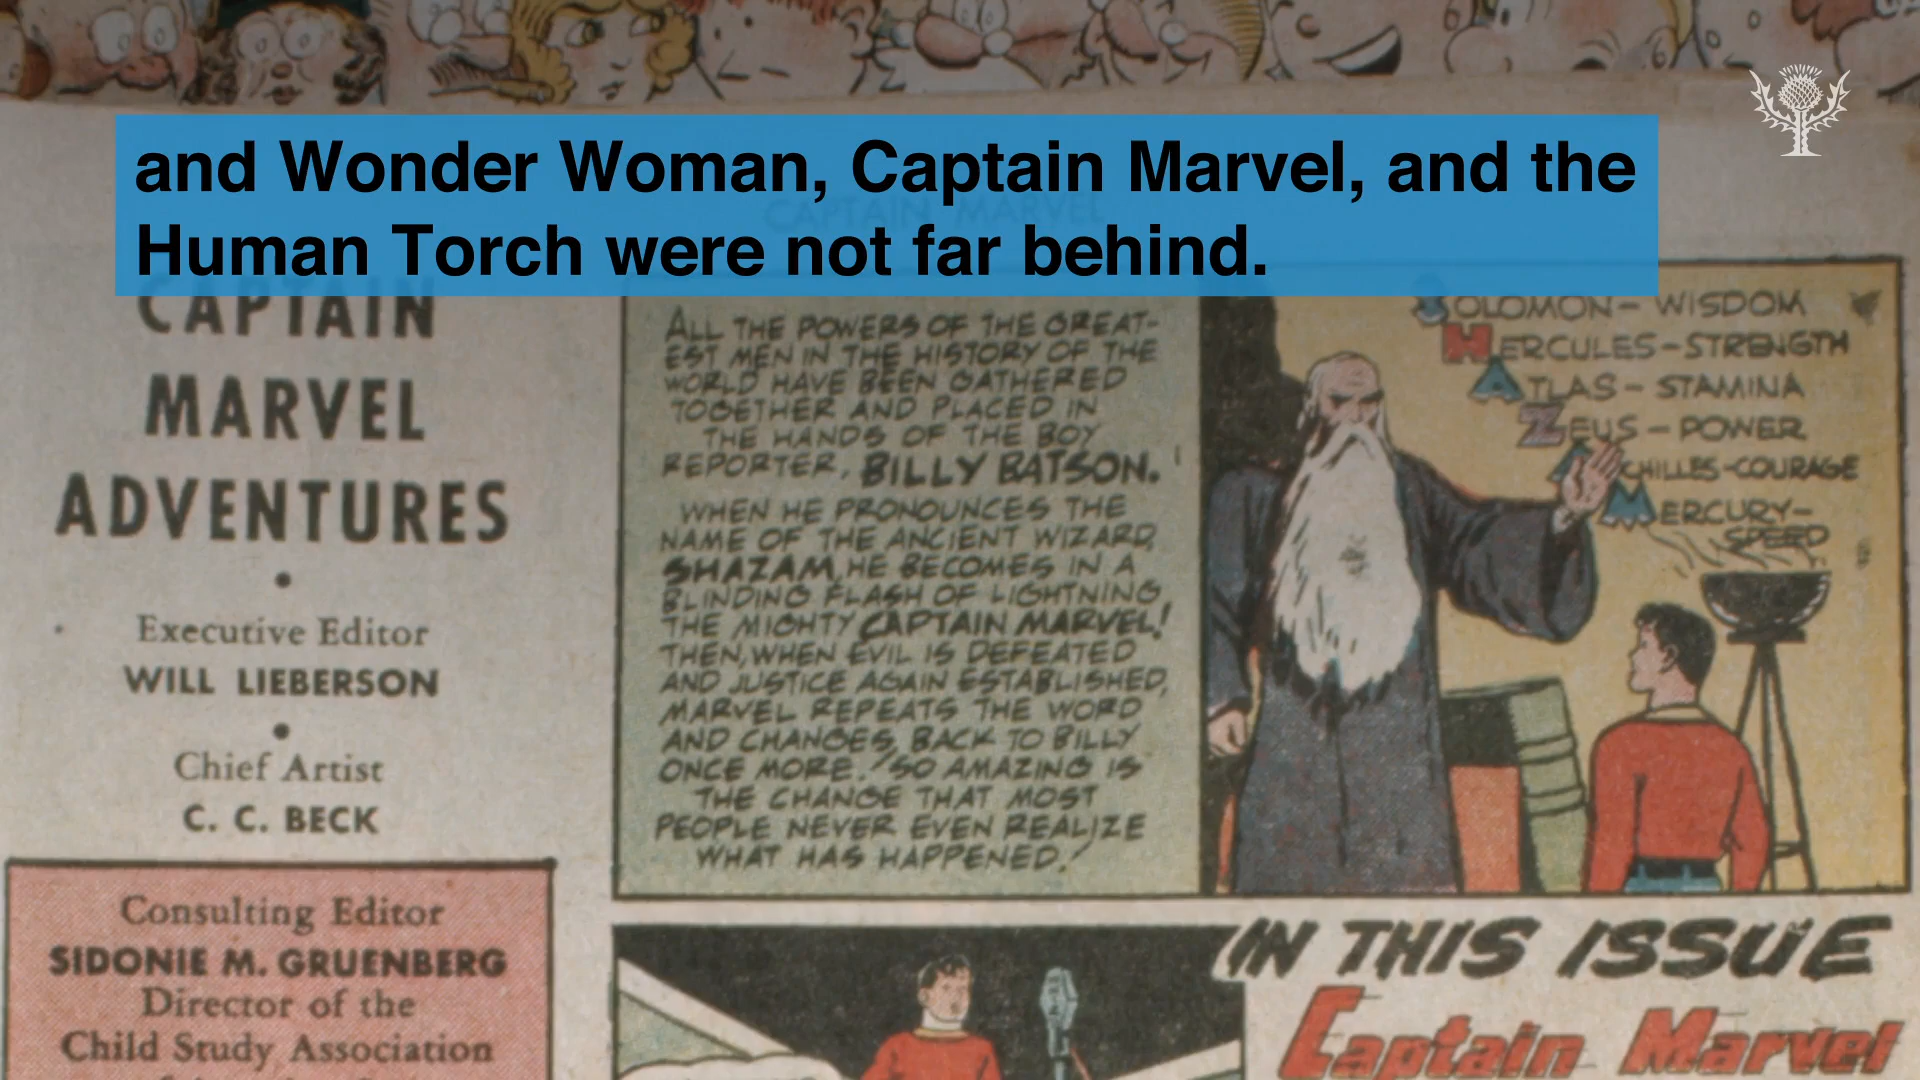 and Wonder Woman, Captain Marvel, and the
Human Torch were not far behind.
CAPTAIN MARVEL
CAPTAIN
MARVEL
ADVENTURES
Executive Editor
WILL LIEBERSON
Chief Artist
C. C. BECK
Consulting Editor
SIDONIE M. GRUENBERG
Director of the
Child Study Association
ALL THE POWERS OF THE GREAT-
EST MEN IN THE HISTORY OF THE
WORLD HAVE BEEN GATHERED
TOGETHER AND PLACED IN
THE HANDS OF THE BOY
REPORTER, BILLY BATSON.
WHEN HE PRONOUNCES THE
NAME OF THE ANCIENT WIZARD,
SHAZAM, HE BECOMES IN A
BLINDING FLASH OF LIGHTNING
THE MIGHTY CAPTAIN MARVEL!
THEN, WHEN EVIL IS DEFEATED
AND JUSTICE AGAIN ESTABLISHED,
MARVEL REPEATS THE WORD
AND CHANGES BACK TO BILLY
ONCE MORE. SO AMAZING IS
THE CHANGE THAT MOST
PEOPLE NEVER EVEN REALIZE
WHAT HAS HAPPENED!
SOLOMON - WISDOM
HERCULES - STRENGTH
ATLAS - STAMINA
ZEUS - POWER
ACHILLES - COURAGE
MERCURY -
SPEED
IN THIS ISSUE
Captain Marvel